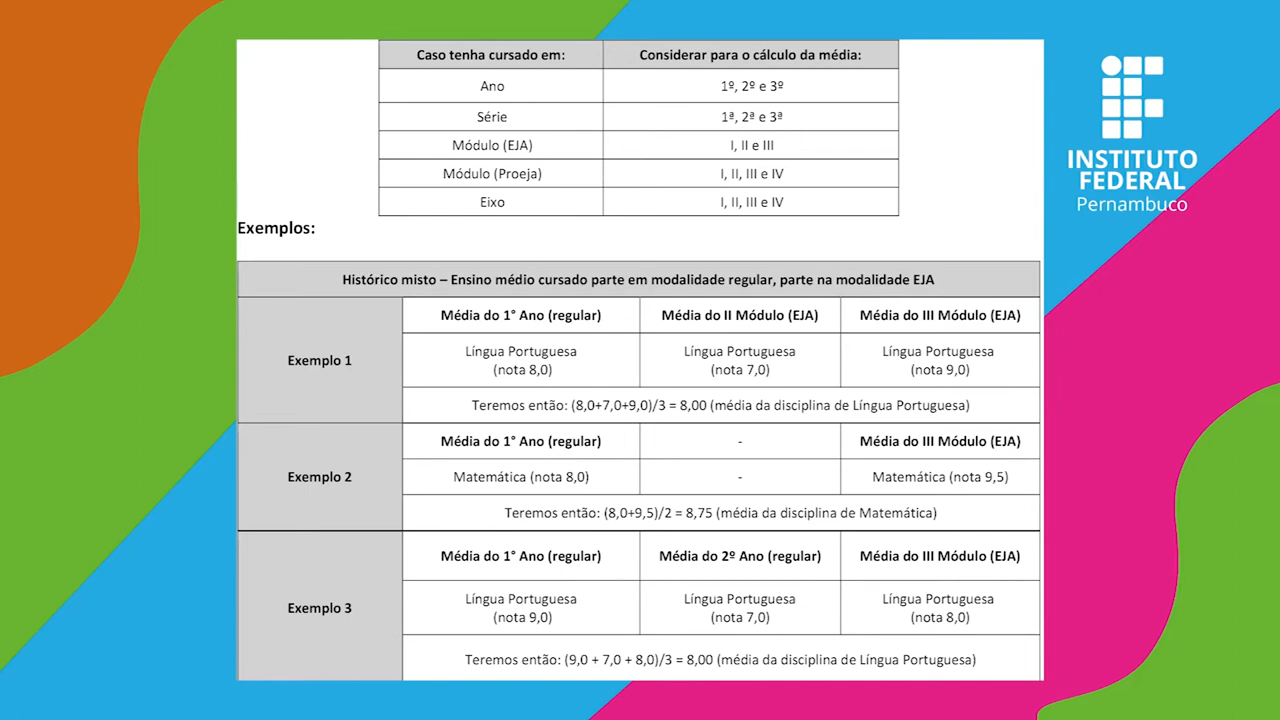 Caso tenha cursado em: Considerar para o cálculo da média:
Ano 1º, 2º e 3º
Série 1ª, 2ª e 3ª
Módulo (EJA) I, II e III
Módulo (Proeja) I, II, III e IV
Eixo I, II, III e IV
INSTITUTO
FEDERAL
Pernambuco
Exemplos:
Histórico misto – Ensino médio cursado parte em modalidade regular, parte na modalidade EJA
Exemplo 1
Média do 1° Ano (regular) Média do II Módulo (EJA) Média do III Módulo (EJA)
Língua Portuguesa Língua Portuguesa Língua Portuguesa
(nota 8,0) (nota 7,0) (nota 9,0)
Teremos então: (8,0+7,0+9,0)/3 = 8,00 (média da disciplina de Língua Portuguesa)
Exemplo 2
Média do 1° Ano (regular) - Média do III Módulo (EJA)
Matemática (nota 8,0) - Matemática (nota 9,5)
Teremos então: (8,0+9,5)/2 = 8,75 (média da disciplina de Matemática)
Exemplo 3
Média do 1° Ano (regular) Média do 2º Ano (regular) Média do III Módulo (EJA)
Língua Portuguesa Língua Portuguesa Língua Portuguesa
(nota 9,0) (nota 7,0) (nota 8,0)
Teremos então: (9,0 + 7,0 + 8,0)/3 = 8,00 (média da disciplina de Língua Portuguesa)